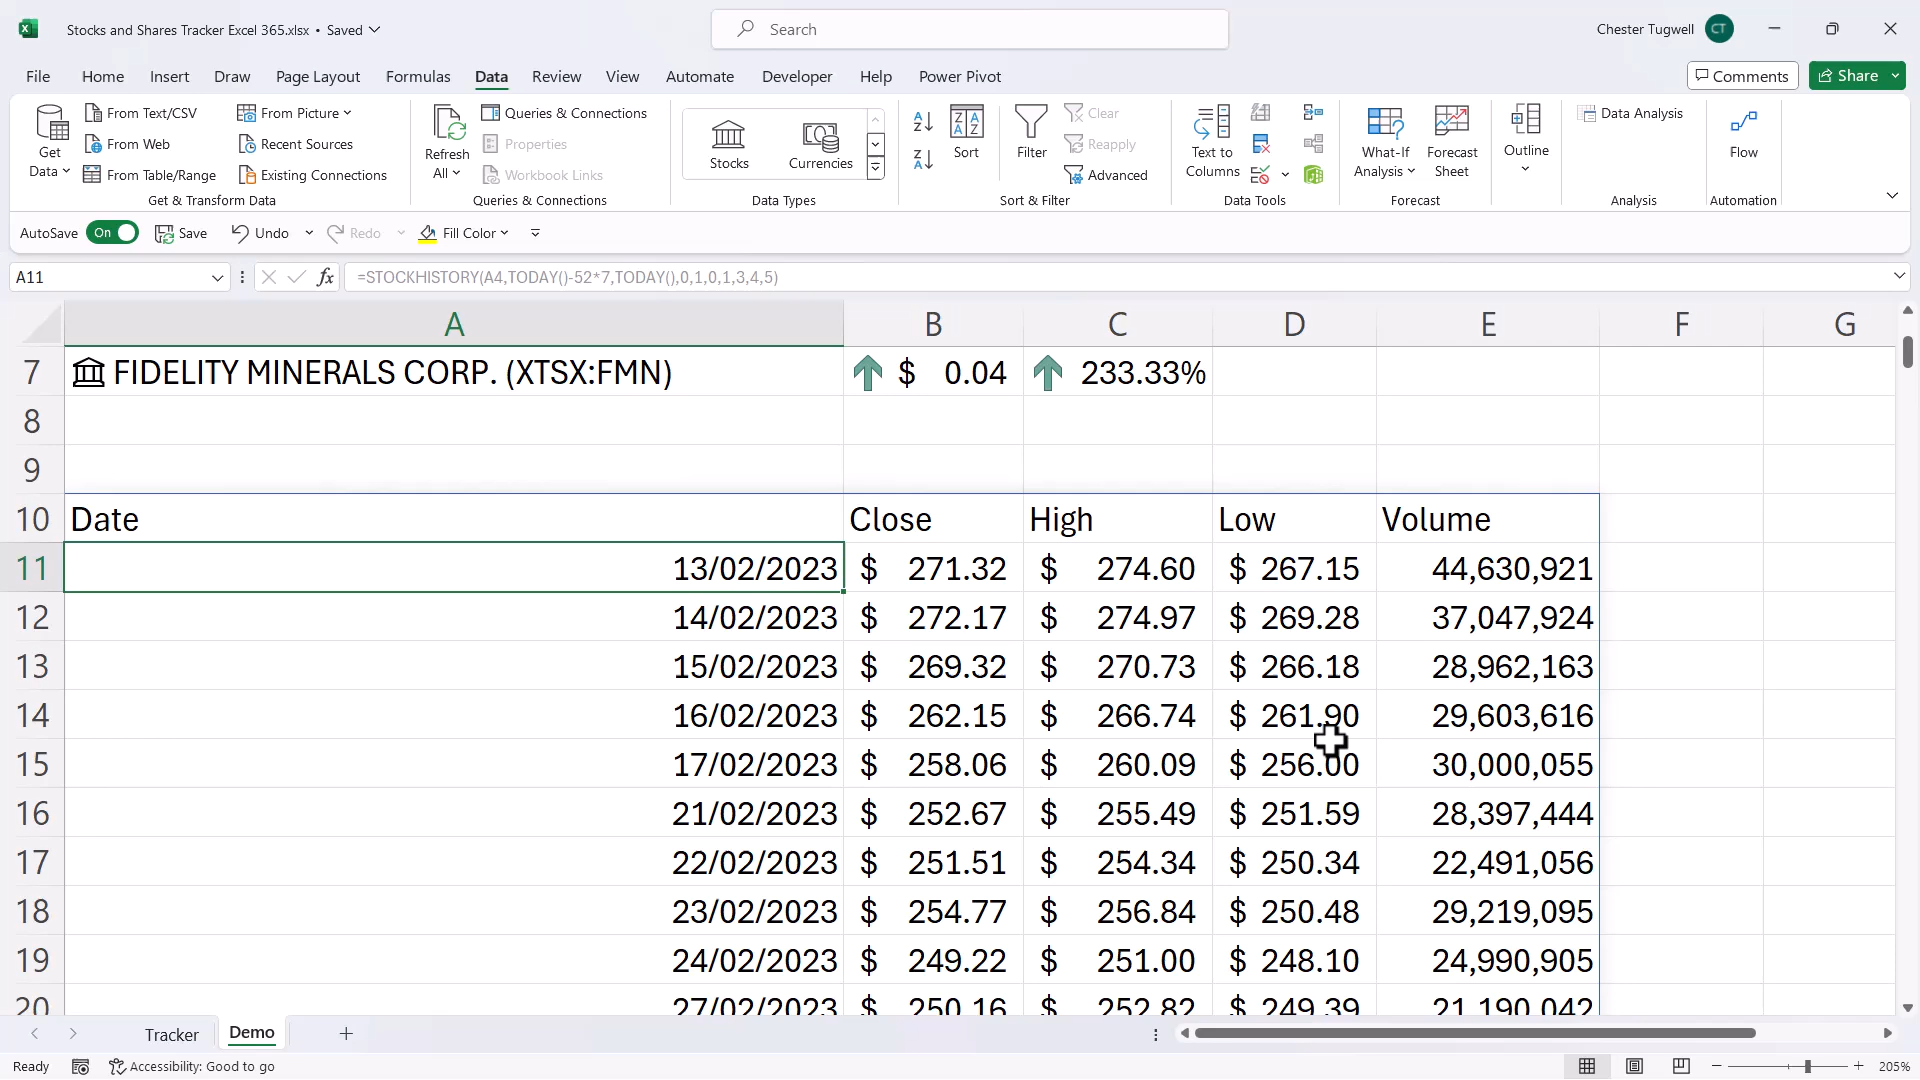 Stocks and Shares Tracker Excel 365.xlsx • Saved
Search
Chester Tugwell CT
File Home Insert Draw Page Layout Formulas Data Review View Automate Developer Help Power Pivot
Comments Share
Get Data
From Text/CSV
From Web
From Table/Range
From Picture
Recent Sources
Existing Connections
Get & Transform Data
Refresh All
Queries & Connections
Properties
Workbook Links
Queries & Connections
Stocks
Currencies
Data Types
Sort
Filter
Clear
Reapply
Advanced
Sort & Filter
Text to Columns
Data Tools
What-If Analysis
Forecast Sheet
Forecast
Outline
Data Analysis
Analysis
Flow
Automation
AutoSave On Save Undo Redo Fill Color
A11 fx =STOCKHISTORY(A4,TODAY()-52*7,TODAY(),0,1,0,1,3,4,5)
A B C D E F G
7 FIDELITY MINERALS CORP. (XTSX:FMN) $ 0.04 233.33%
8
9
10 Date Close High Low Volume
11 13/02/2023 $ 271.32 $ 274.60 $ 267.15 44,630,921
12 14/02/2023 $ 272.17 $ 274.97 $ 269.28 37,047,924
13 15/02/2023 $ 269.32 $ 270.73 $ 266.18 28,962,163
14 16/02/2023 $ 262.15 $ 266.74 $ 261.90 29,603,616
15 17/02/2023 $ 258.06 $ 260.09 $ 256.00 30,000,055
16 21/02/2023 $ 252.67 $ 255.49 $ 251.59 28,397,444
17 22/02/2023 $ 251.51 $ 254.34 $ 250.34 22,491,056
18 23/02/2023 $ 254.77 $ 256.84 $ 250.48 29,219,095
19 24/02/2023 $ 249.22 $ 251.00 $ 248.10 24,990,905
20 27/02/2023 $ 250.16 $ 252.82 $ 249.39 21,190,042
Tracker Demo
Ready Accessibility: Good to go 205%